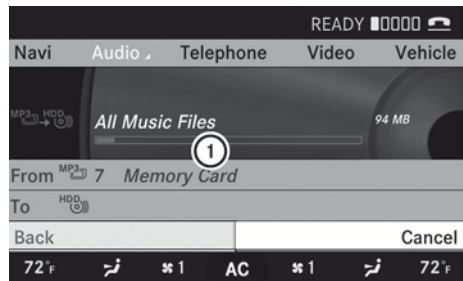 READY 0000
Navi Audio Telephone Video Vehicle
MP3 HDD
All Music Files 94 MB
1
From MP3 7 Memory Card
To HDD
Back Cancel
72°F 1 AC 1 72°F